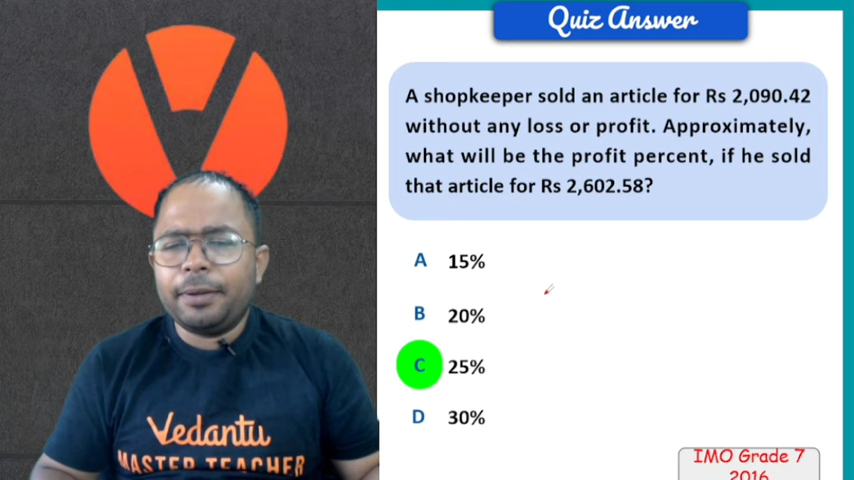 Quiz Answer
A shopkeeper sold an article for Rs 2,090.42
without any loss or profit. Approximately,
what will be the profit percent, if he sold
that article for Rs 2,602.58?
A 15%
B 20%
C 25%
D 30%
Vedantu
MASTER TEACHER
IMO Grade 7
2016